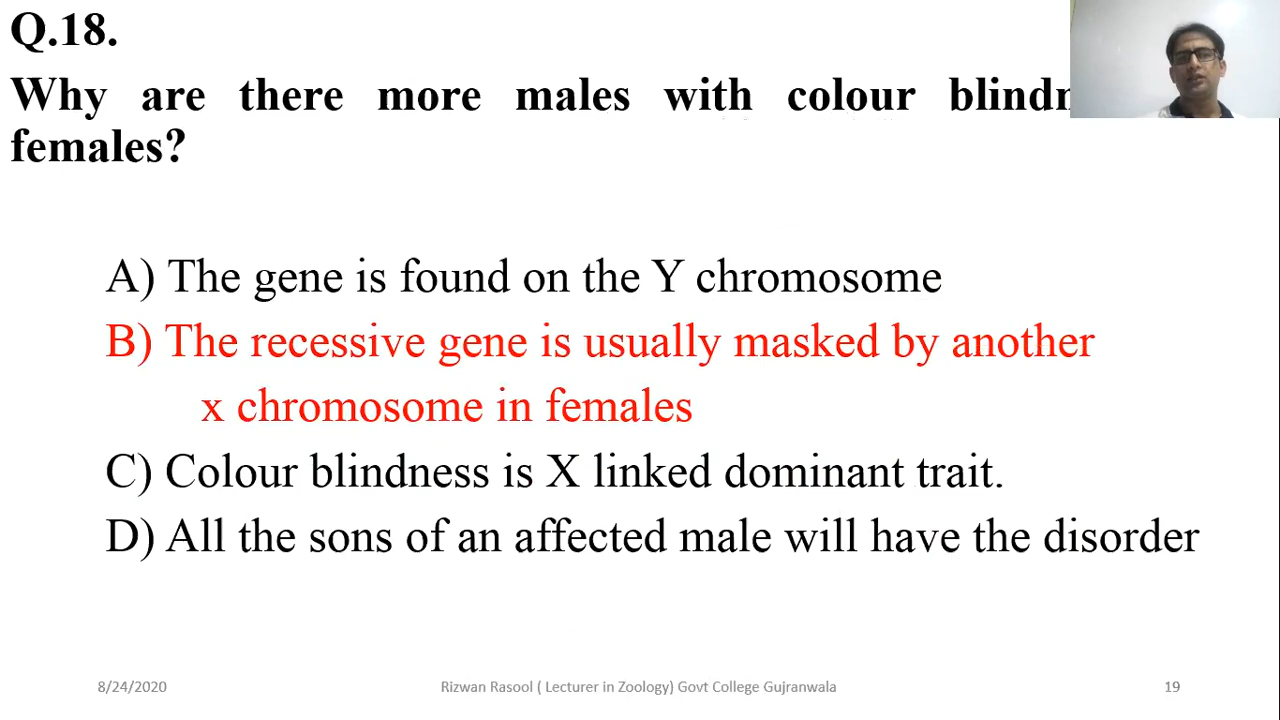 Q.18.
Why are there more males with colour
females?
A) The gene is found on the Y chromosome
B) The recessive gene is usually masked by another
x chromosome in females
C) Colour blindness is X linked dominant trait.
D) All the sons of an affected male will have the disorder
8/24/2020 Rizwan Rasool ( Lecturer in Zoology) Govt College Gujranwala 19